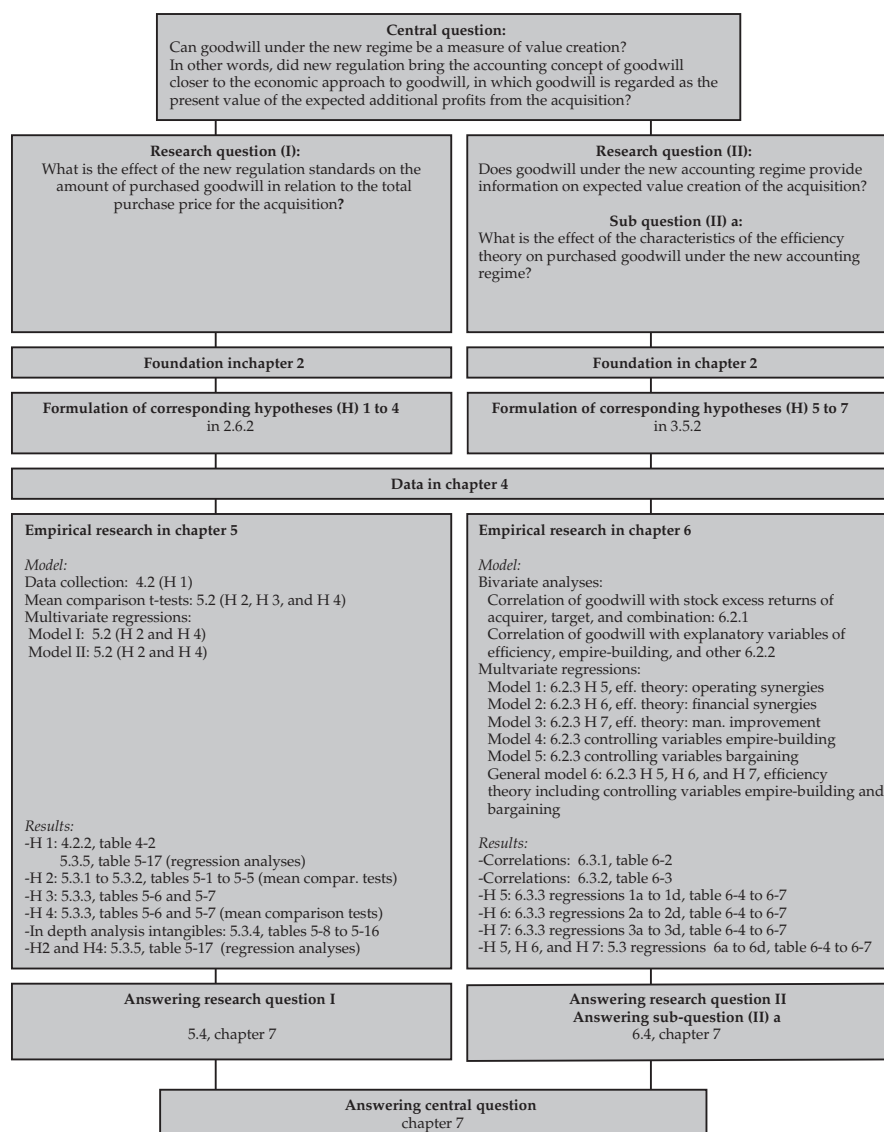 Central question:
Can goodwill under the new regime be a measure of value creation?
In other words, did new regulation bring the accounting concept of goodwill
closer to the economic approach to goodwill, in which goodwill is regarded as the
present value of the expected additional profits from the acquisition?
Research question (I):
What is the effect of the new regulation standards on the
amount of purchased goodwill in relation to the total
purchase price for the acquisition?
Research question (II):
Does goodwill under the new accounting regime provide
information on expected value creation of the acquisition?
Sub question (II) a:
What is the effect of the characteristics of the efficiency
theory on purchased goodwill under the new accounting
regime?
Foundation inchapter 2
Foundation in chapter 2
Formulation of corresponding hypotheses (H) 1 to 4
in 2.6.2
Formulation of corresponding hypotheses (H) 5 to 7
in 3.5.2
Data in chapter 4
Empirical research in chapter 5
Model:
Data collection: 4.2 (H 1)
Mean comparison t-tests: 5.2 (H 2, H 3, and H 4)
Multivariate regressions:
Model I: 5.2 (H 2 and H 4)
Model II: 5.2 (H 2 and H 4)
Results:
-H 1: 4.2.2, table 4-2
5.3.5, table 5-17 (regression analyses)
-H 2: 5.3.1 to 5.3.2, tables 5-1 to 5-5 (mean compar. tests)
-H 3: 5.3.3, tables 5-6 and 5-7
-H 4: 5.3.3, tables 5-6 and 5-7 (mean comparison tests)
-In depth analysis intangibles: 5.3.4, tables 5-8 to 5-16
-H2 and H4: 5.3.5, table 5-17 (regression analyses)
Empirical research in chapter 6
Model:
Bivariate analyses:
Correlation of goodwill with stock excess returns of
acquirer, target, and combination: 6.2.1
Correlation of goodwill with explanatory variables of
efficiency, empire-building, and other 6.2.2
Multvariate regressions:
Model 1: 6.2.3 H 5, eff. theory: operating synergies
Model 2: 6.2.3 H 6, eff. theory: financial synergies
Model 3: 6.2.3 H 7, eff. theory: man. improvement
Model 4: 6.2.3 controlling variables empire-building
Model 5: 6.2.3 controlling variables bargaining
General model 6: 6.2.3 H 5, H 6, and H 7, efficiency
theory including controlling variables empire-building and
bargaining
Results:
-Correlations: 6.3.1, table 6-2
-Correlations: 6.3.2, table 6-3
-H 5: 6.3.3 regressions 1a to 1d, table 6-4 to 6-7
-H 6: 6.3.3 regressions 2a to 2d, table 6-4 to 6-7
-H 7: 6.3.3 regressions 3a to 3d, table 6-4 to 6-7
-H 5, H 6, and H 7: 5.3 regressions 6a to 6d, table 6-4 to 6-7
Answering research question I
5.4, chapter 7
Answering research question II
Answering sub-question (II) a
6.4, chapter 7
Answering central question
chapter 7